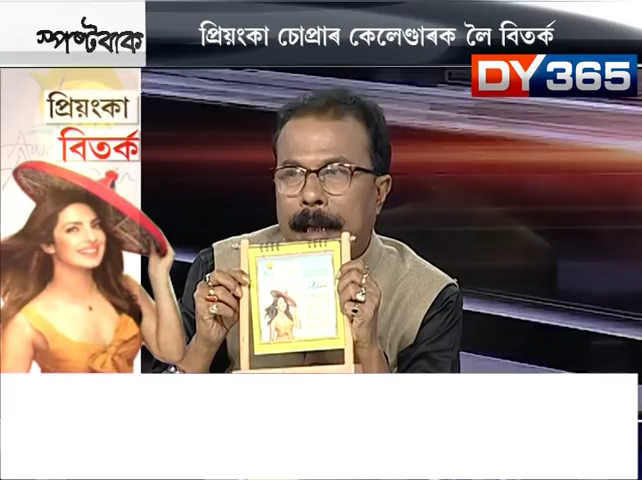 স্পষ্টবাক
প্ৰিয়ংকা চোপ্ৰাৰ কেলেণ্ডাৰক লৈ বিতৰ্ক
DY365
প্ৰিয়ংকা
বিতৰ্ক